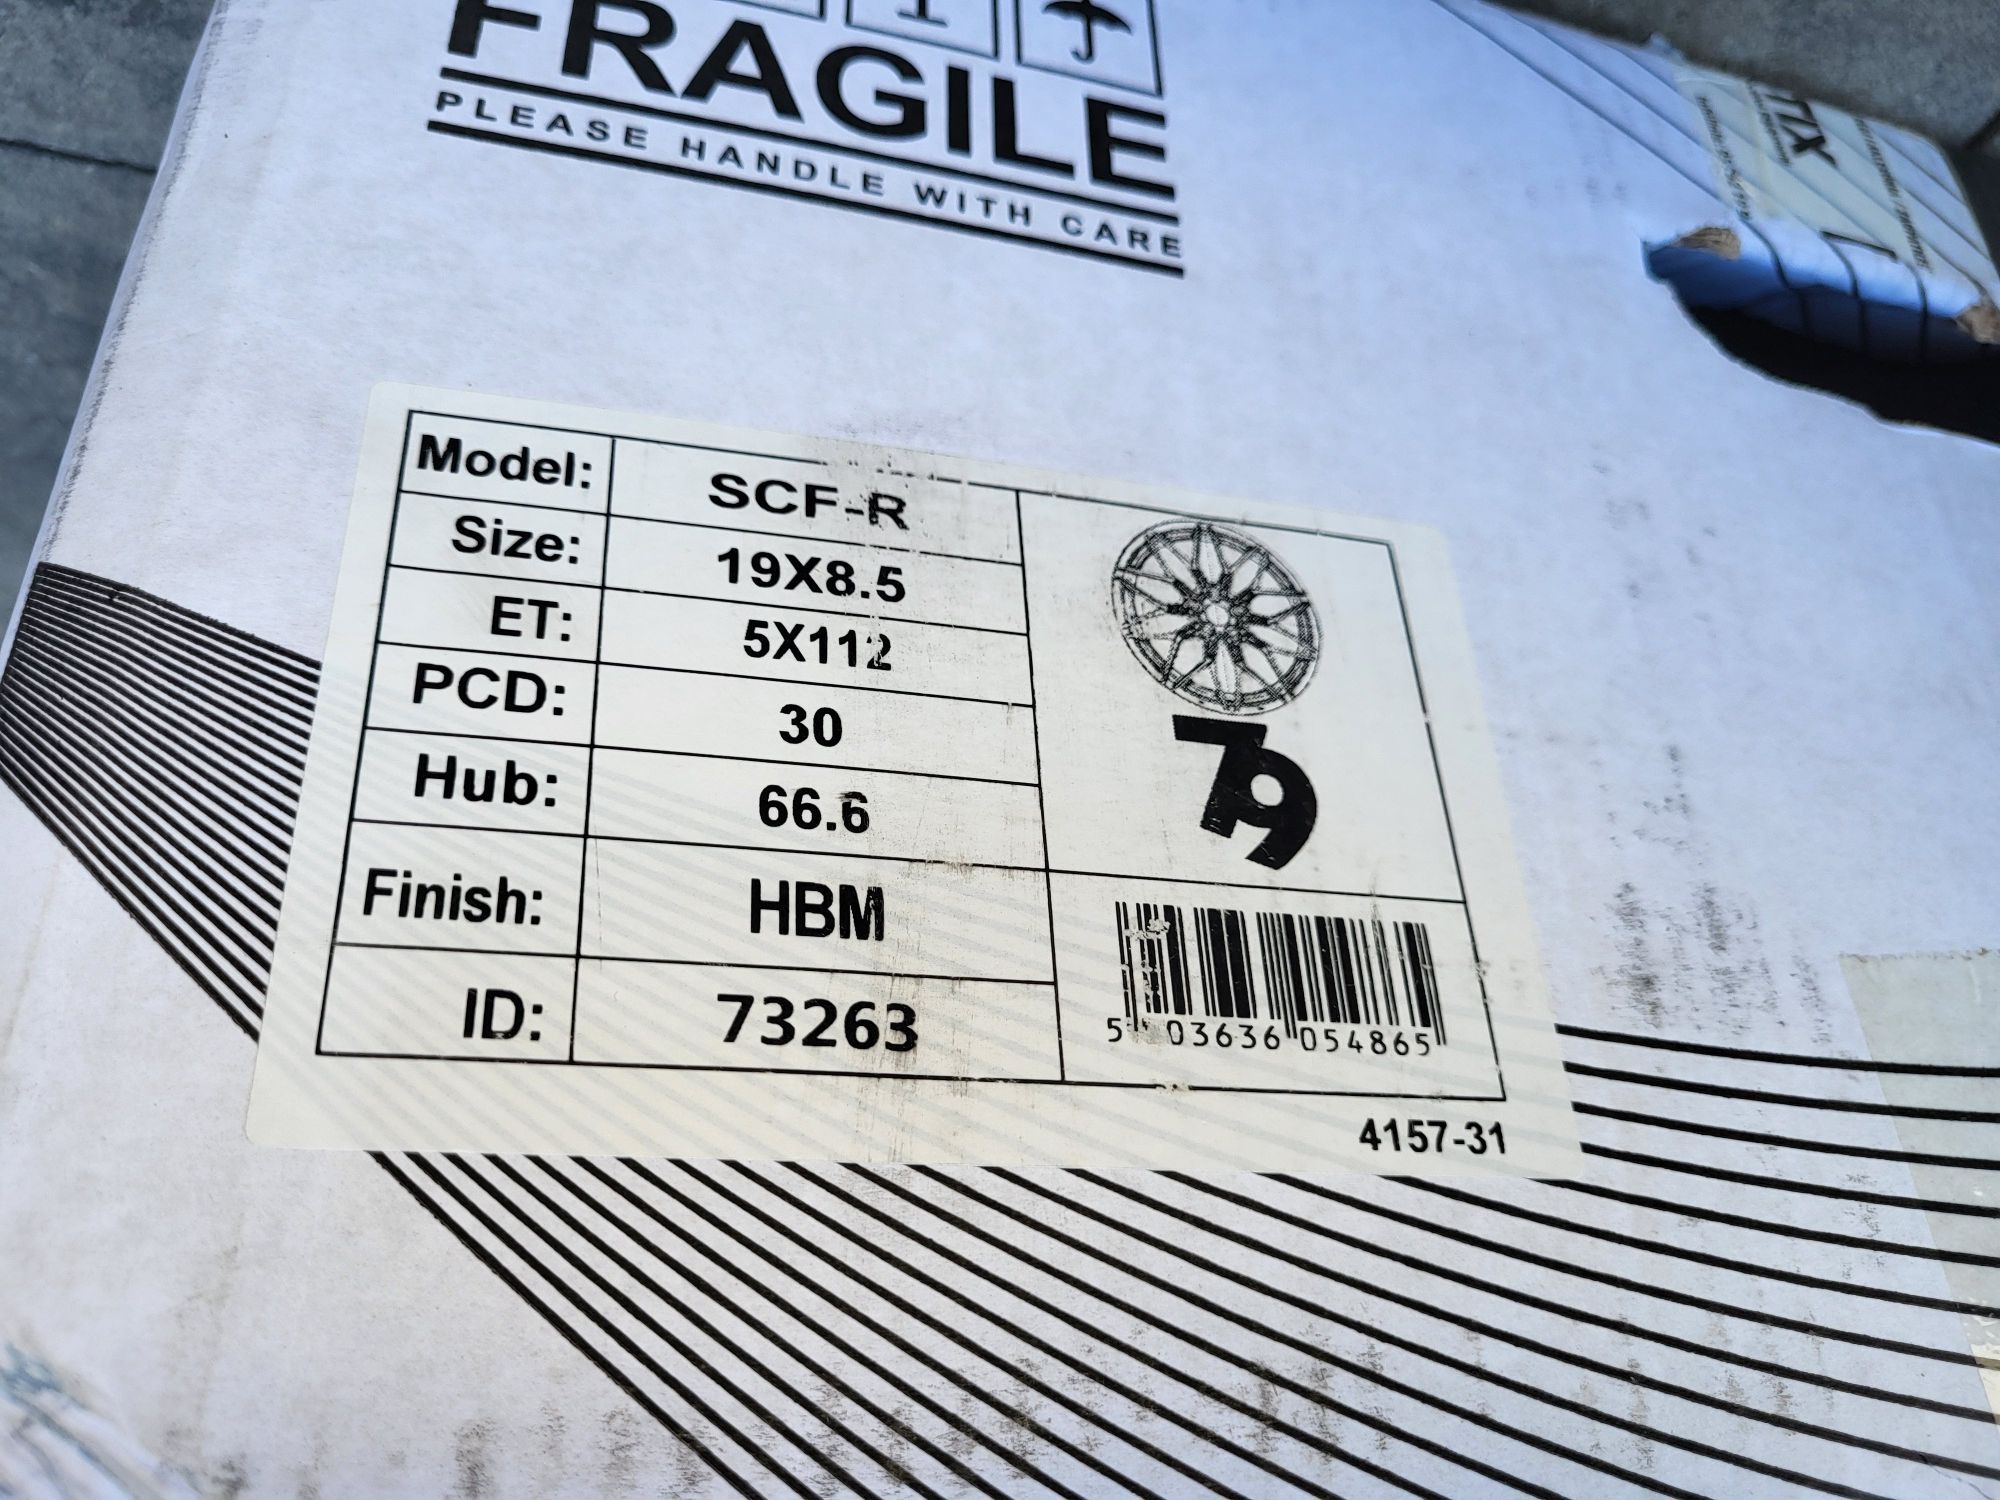 FRAGILE
PLEASE HANDLE WITH CARE
Model: SCF-R
Size: 19X8.5
ET: 5X112
PCD: 30
Hub: 66.6
Finish: HBM
ID: 73263
79
03636 054865
4157-31